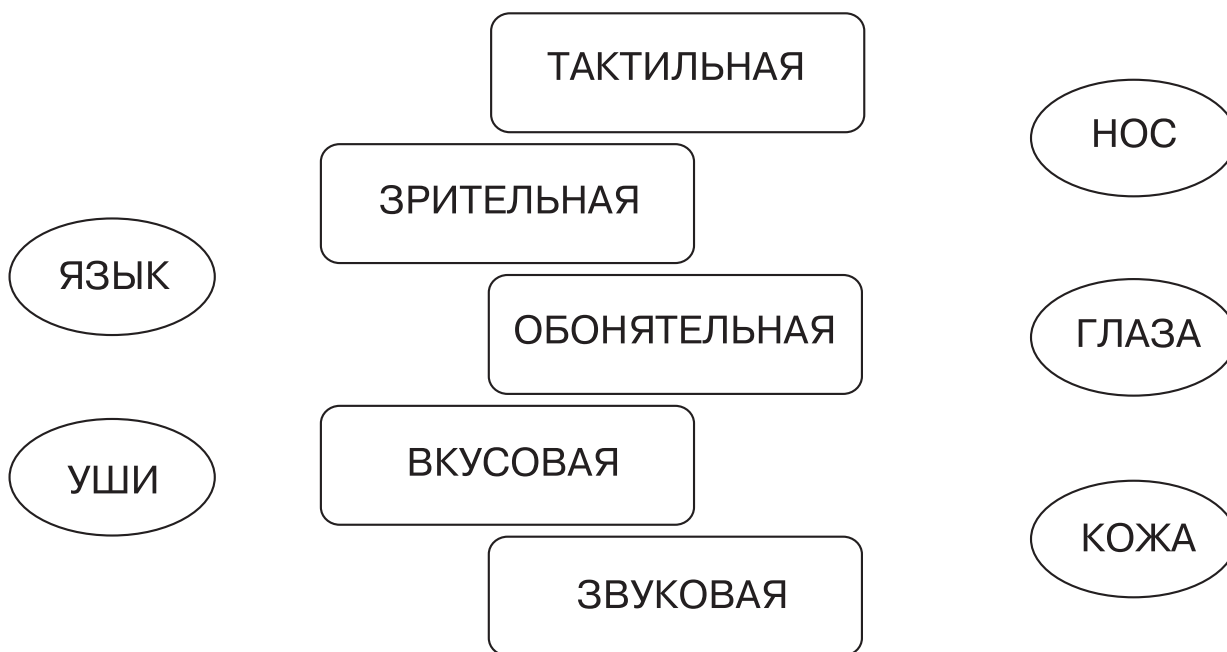 ТАКТИЛЬНАЯ
НОС
ЗРИТЕЛЬНАЯ
ЯЗЫК
ОБОНЯТЕЛЬНАЯ
ГЛАЗА
ВКУСОВАЯ
УШИ
КОЖА
ЗВУКОВАЯ